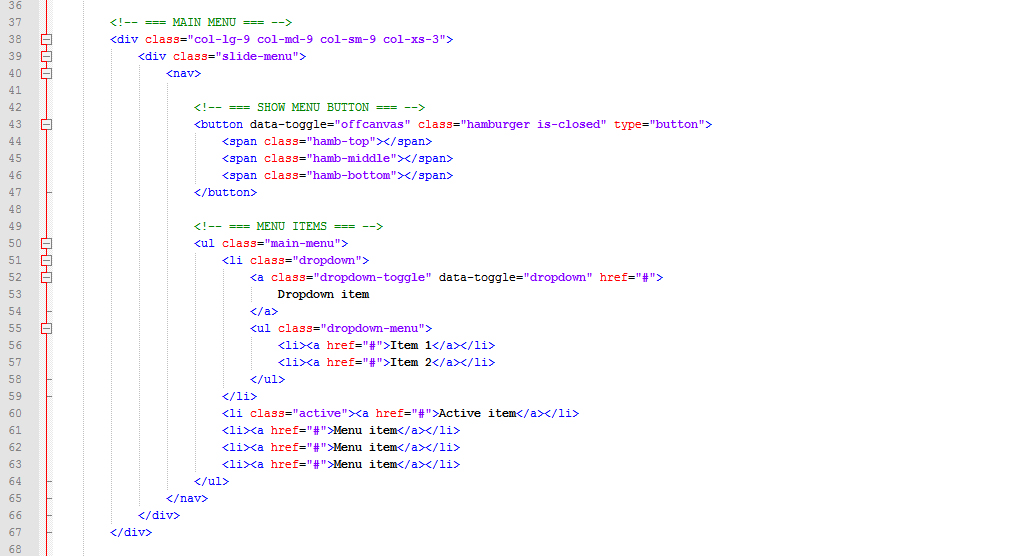 36
37 <!-- === MAIN MENU === -->
38 <div class="col-lg-9 col-md-9 col-sm-9 col-xs-3">
39 <div class="slide-menu">
40 <nav>
41
42 <!-- === SHOW MENU BUTTON === -->
43 <button data-toggle="offcanvas" class="hamburger is-closed" type="button">
44 <span class="hamb-top"></span>
45 <span class="hamb-middle"></span>
46 <span class="hamb-bottom"></span>
47 </button>
48
49 <!-- === MENU ITEMS === -->
50 <ul class="main-menu">
51 <li class="dropdown">
52 <a class="dropdown-toggle" data-toggle="dropdown" href="#">
53 Dropdown item
54 </a>
55 <ul class="dropdown-menu">
56 <li><a href="#">Item 1</a></li>
57 <li><a href="#">Item 2</a></li>
58 </ul>
59 </li>
60 <li class="active"><a href="#">Active item</a></li>
61 <li><a href="#">Menu item</a></li>
62 <li><a href="#">Menu item</a></li>
63 <li><a href="#">Menu item</a></li>
64 </ul>
65 </nav>
66 </div>
67 </div>
68